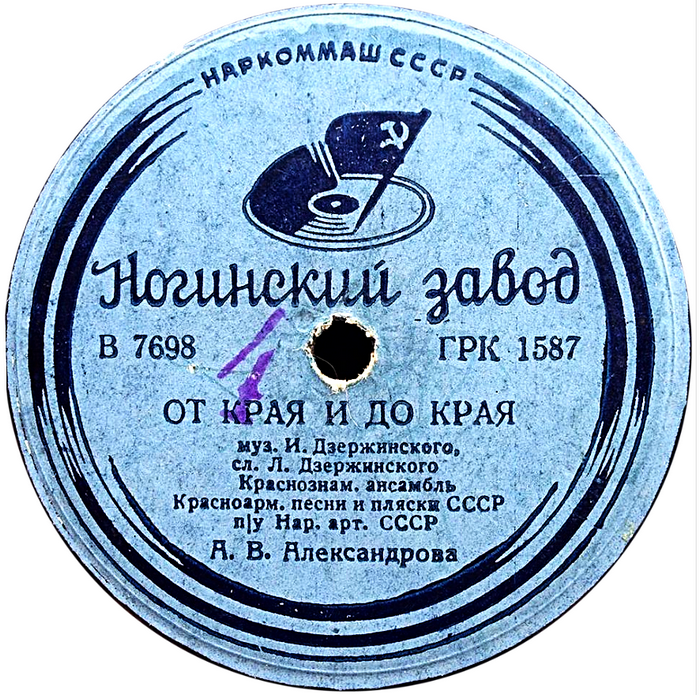 НАРКОММАШ СССР
Ногинский завод
В 7698 ГРК 1587
1
ОТ КРАЯ И ДО КРАЯ
муз. И. Дзержинского,
сл. Л. Дзержинского
Краснознам. ансамбль
Красноарм. песни и пляски СССР
п/у Нар. арт. СССР
А. В. Александрова